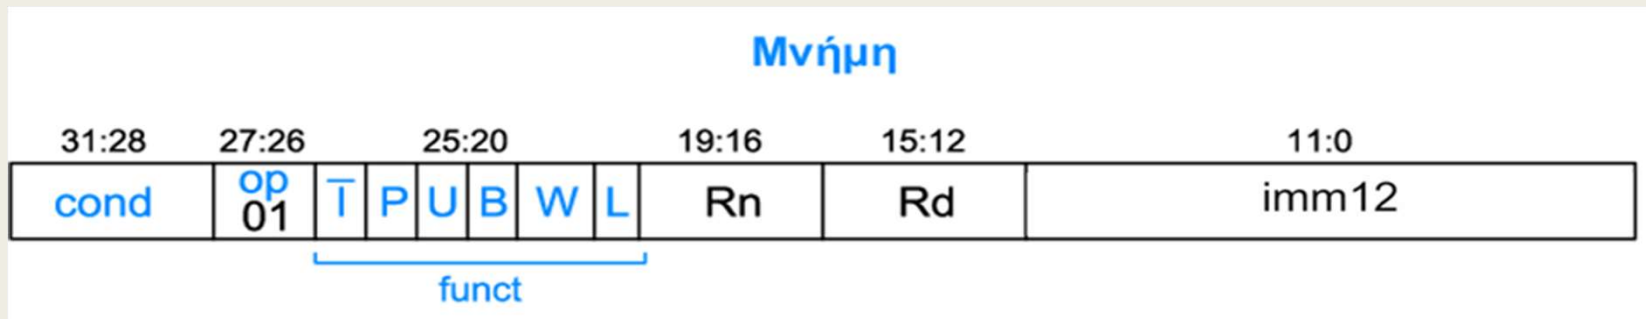 Μνήμη
31:28 27:26 25:20 19:16 15:12 11:0
cond op 01 Ī P U B W L Rn Rd imm12
funct